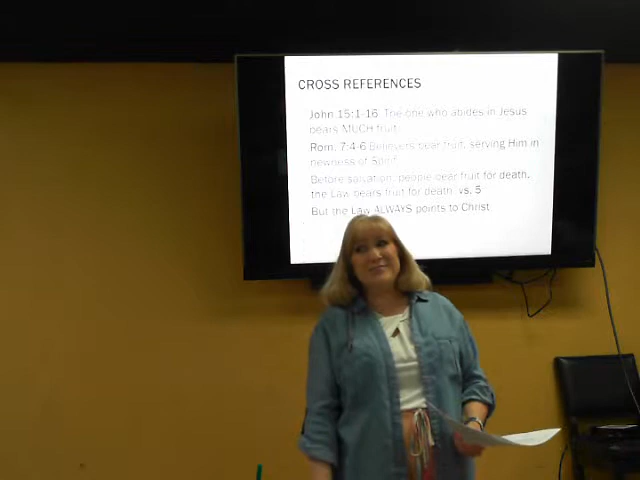 CROSS REFERENCES
John 15:1-16 The one who abides in Jesus
bears MUCH fruit
Rom. 7:4-6 Believers bear fruit, serving Him in
newness of Spirit
Before salvation, people bear fruit for death,
the Law bears fruit for death vs. 5
But the Law ALWAYS points to Christ